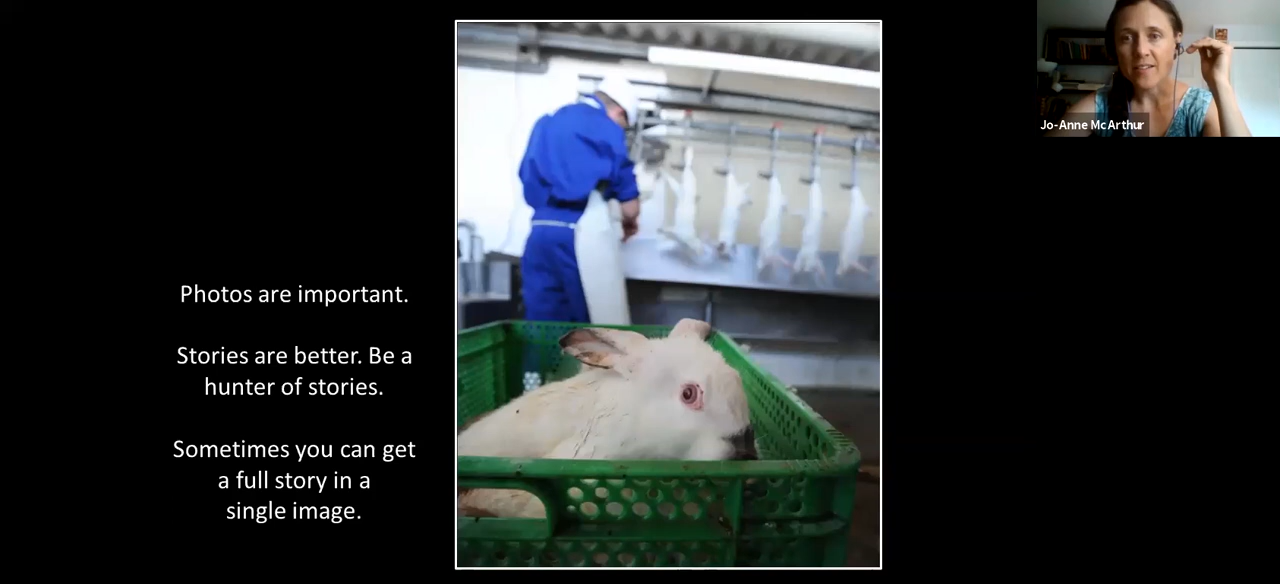 Photos are important.
Stories are better. Be a
hunter of stories.
Sometimes you can get
a full story in a
single image.
Jo-Anne McArthur